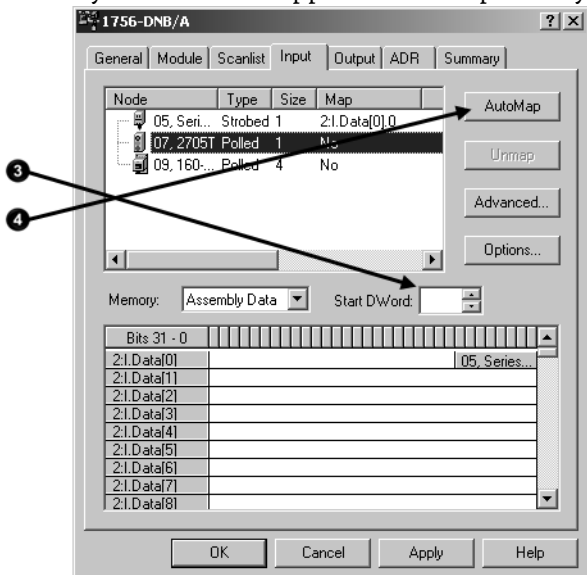 1756-DNB/A
General Module Scanlist Input Output ADR Summary
Node Type Size Map
05, Seri... Strobed 1 2:I.Data[0].0
07, 2705T Polled 1 No
09, 160-... Polled 4 No
AutoMap
Unmap
Advanced...
Options...
3
4
Memory: Assembly Data Start DWord:
Bits 31 - 0
2:I.Data[0] 05, Series...
2:I.Data[1]
2:I.Data[2]
2:I.Data[3]
2:I.Data[4]
2:I.Data[5]
2:I.Data[6]
2:I.Data[7]
2:I.Data[8]
OK Cancel Apply Help